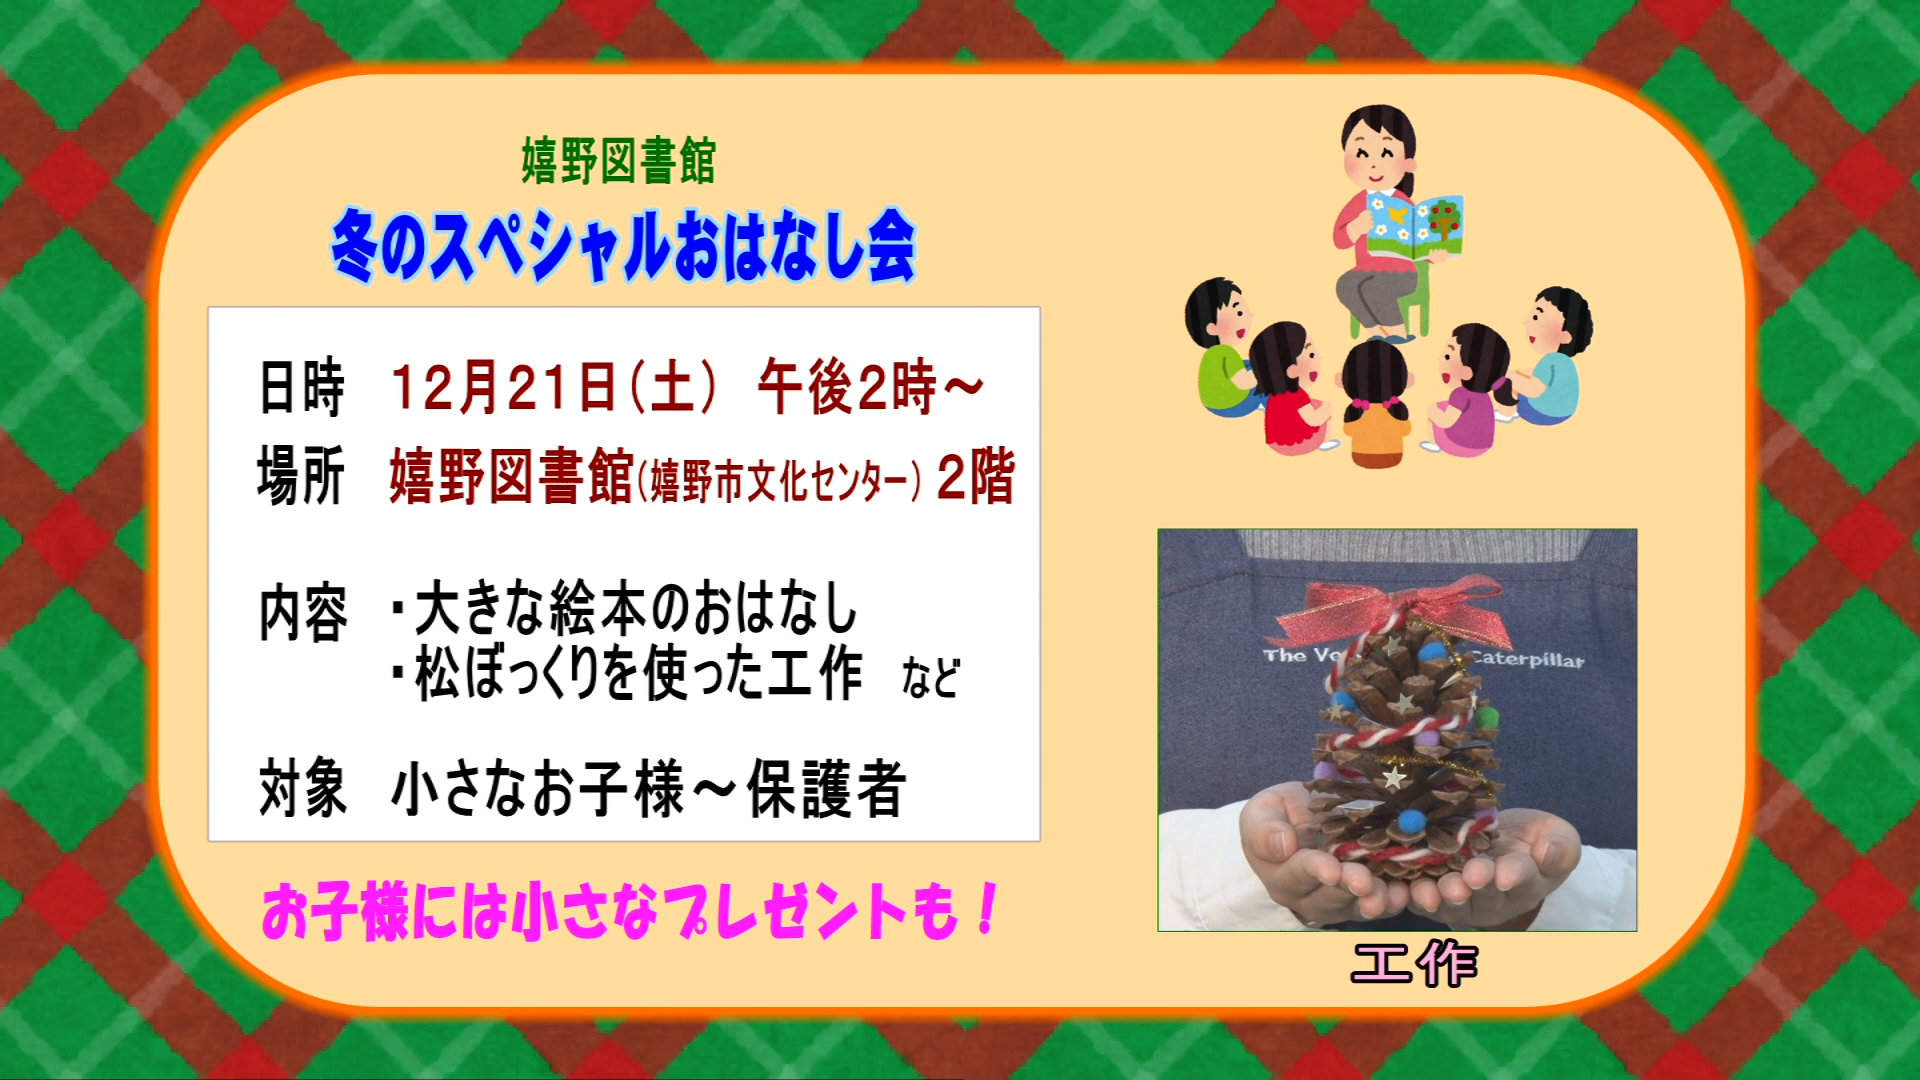 嬉野図書館
冬のスペシャルおはなし会
日時 12月21日(土) 午後2時～
場所 嬉野図書館(嬉野市文化センター) 2階
内容 ・大きな絵本のおはなし
・松ぼっくりを使った工作 など
対象 小さなお子様～保護者
お子様には小さなプレゼントも!
The Ve Caterpillar
工作